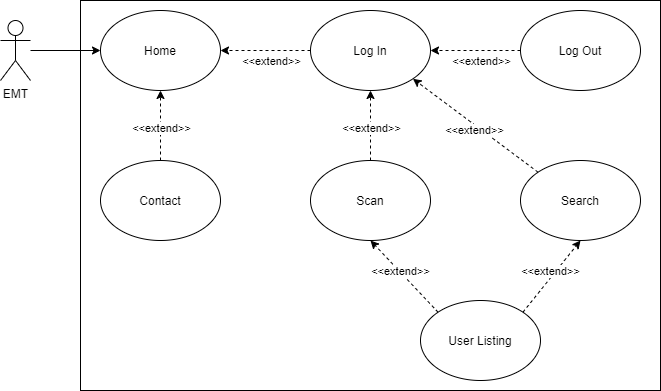 Home
Log In
Log Out
<<extend>>
<<extend>>
EMT
<<extend>>
<<extend>>
<<extend>>
Contact
Scan
Search
<<extend>>
<<extend>>
User Listing